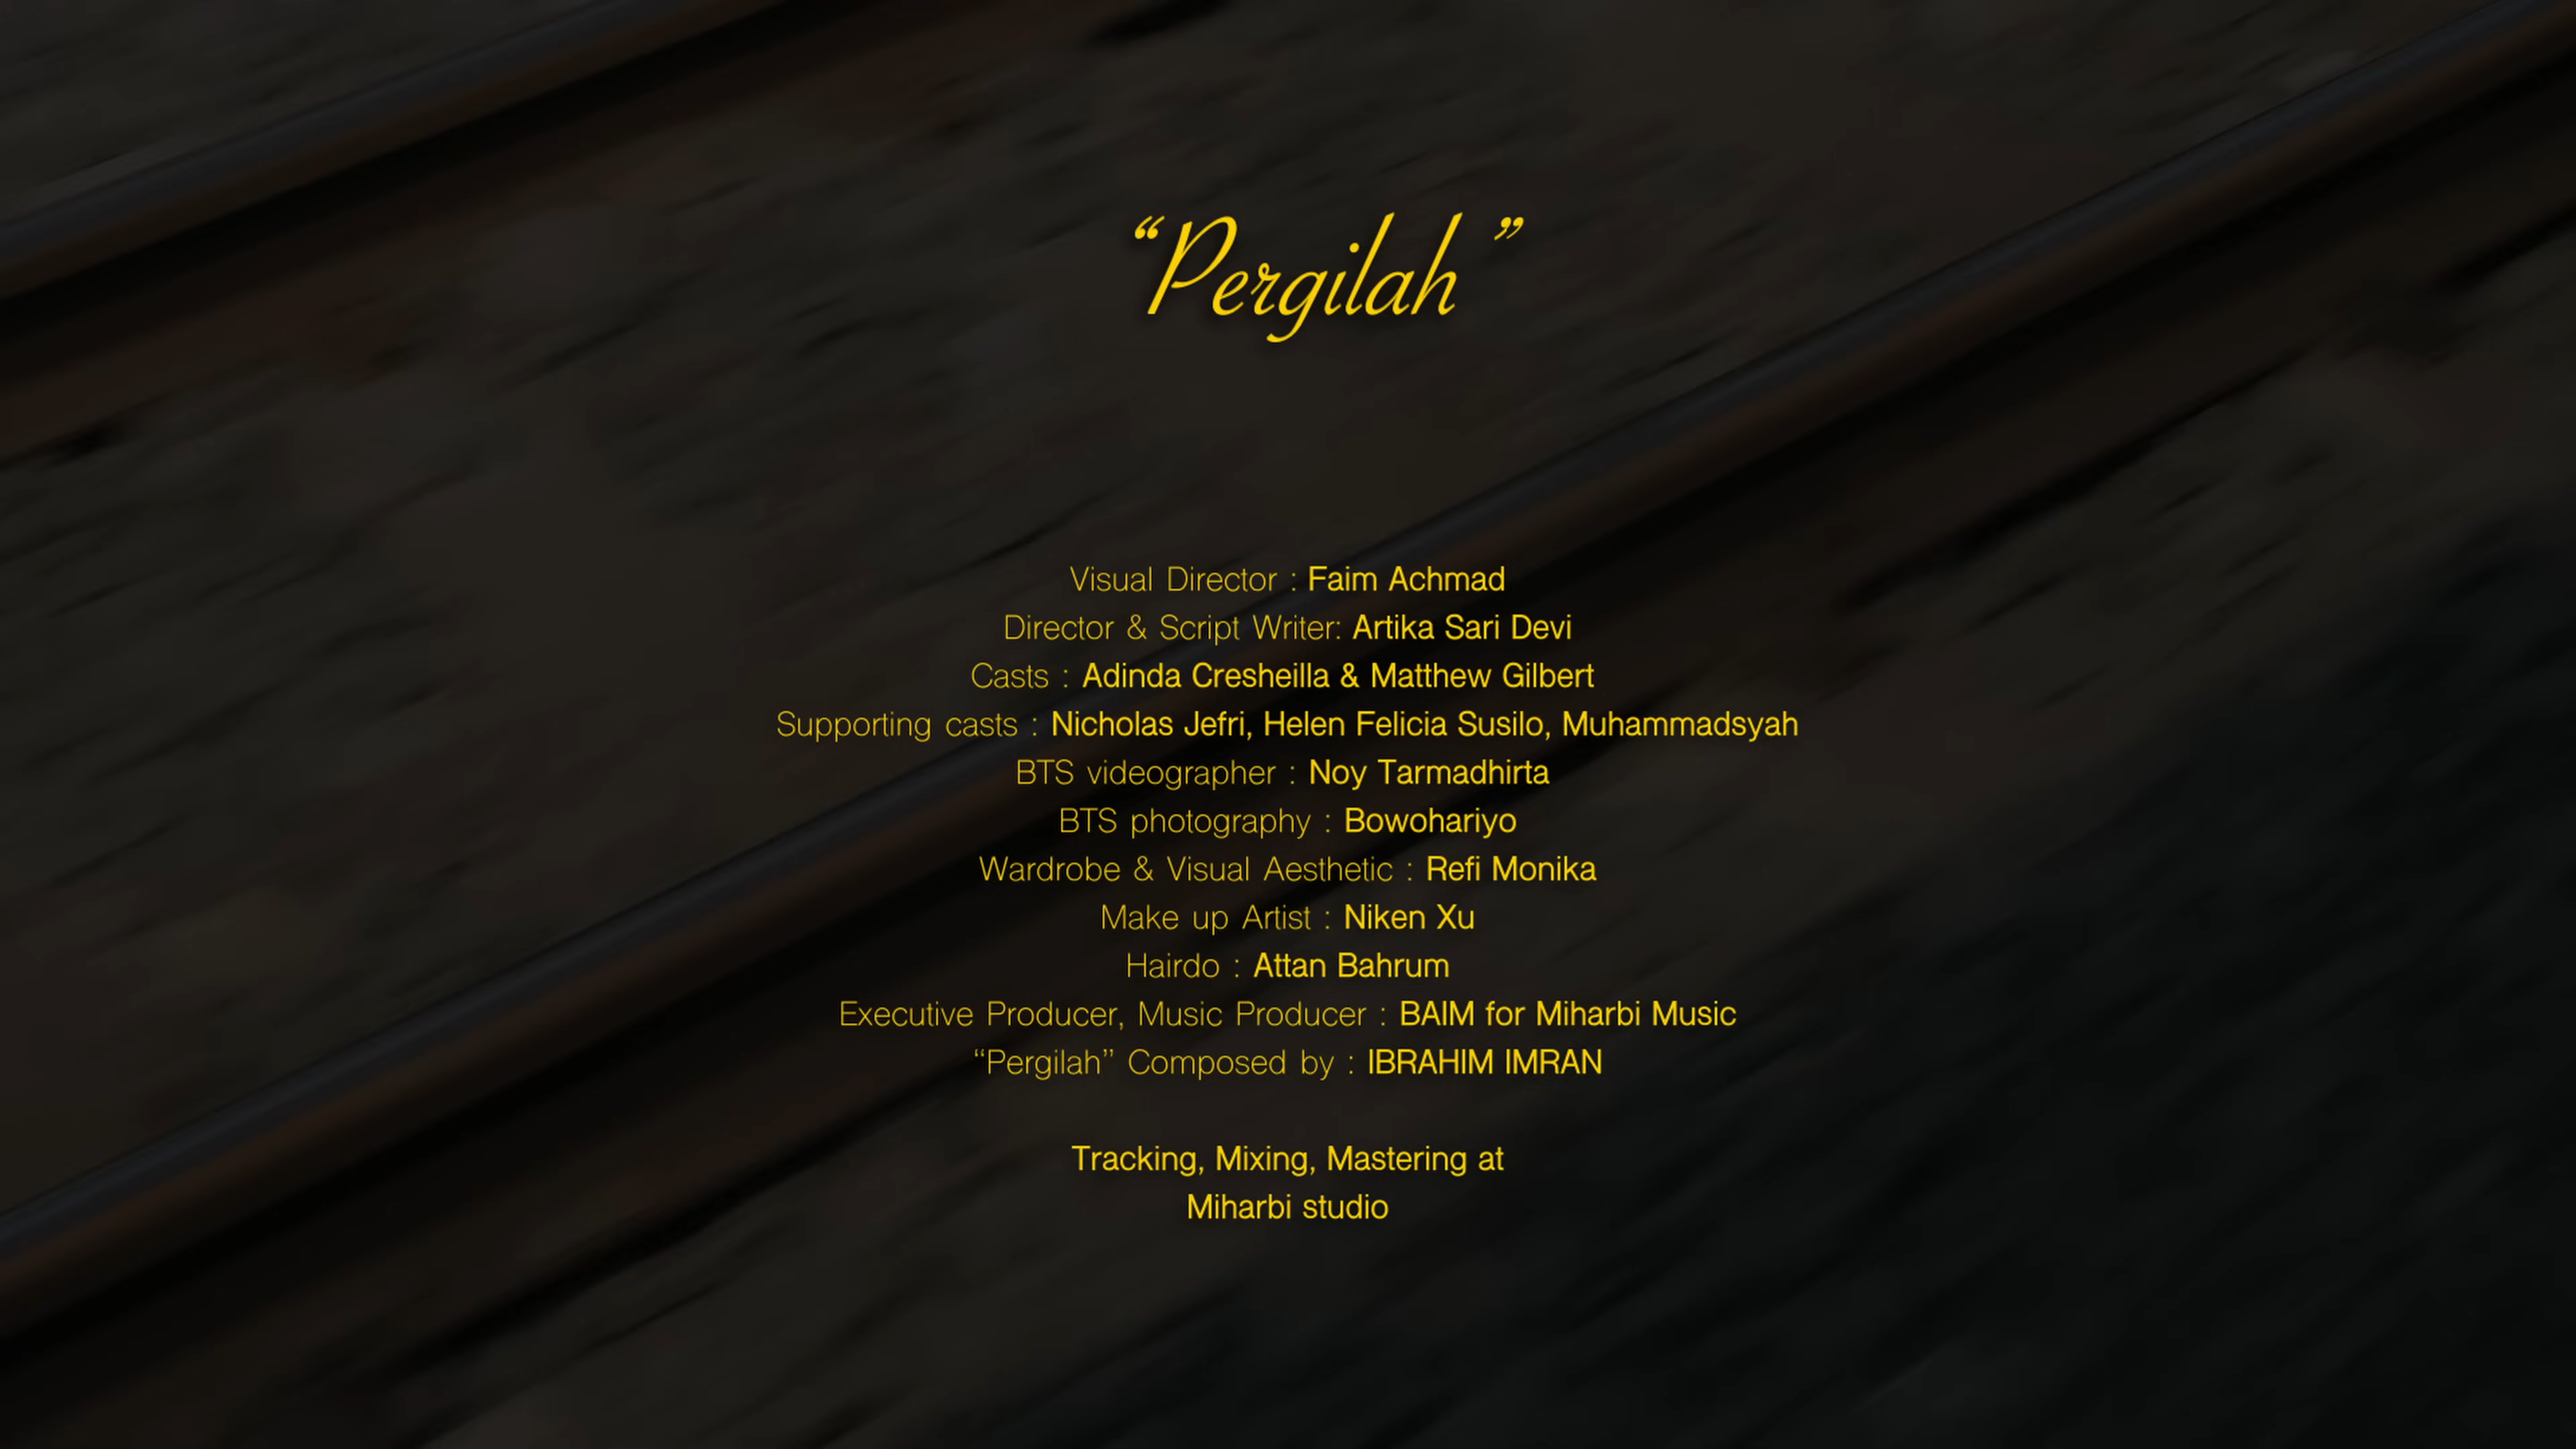 “Pergilah”
Visual Director : Faim Achmad
Director & Script Writer: Artika Sari Devi
Casts : Adinda Cresheilla & Matthew Gilbert
Supporting casts : Nicholas Jefri, Helen Felicia Susilo, Muhammadsyah
BTS videographer : Noy Tarmadhirta
BTS photography : Bowohariyo
Wardrobe & Visual Aesthetic : Refi Monika
Make up Artist : Niken Xu
Hairdo : Attan Bahrum
Executive Producer, Music Producer : BAIM for Miharbi Music
“Pergilah” Composed by : IBRAHIM IMRAN
Tracking, Mixing, Mastering at
Miharbi studio